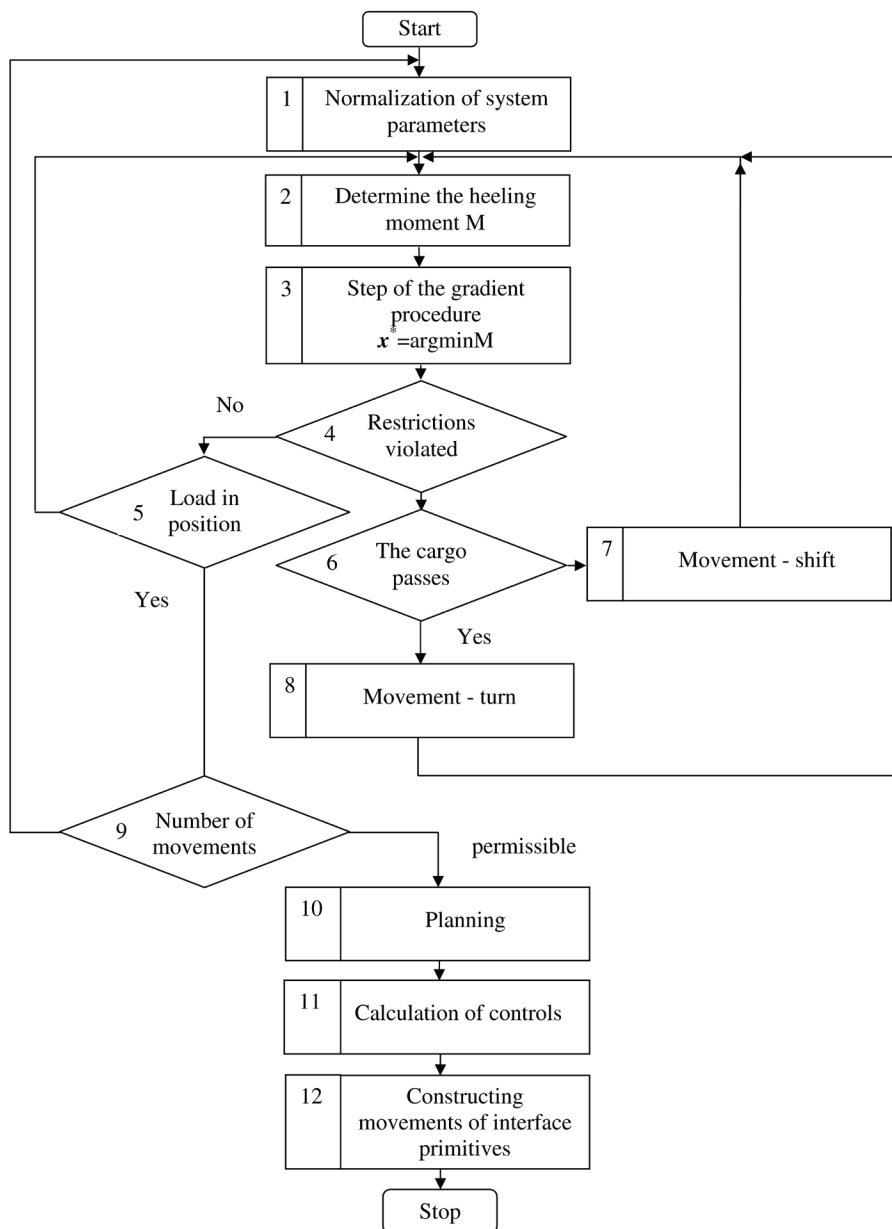 Start
1
Normalization of system
parameters
2
Determine the heeling
moment M
3
Step of the gradient
procedure
x*=argminM
No
4
Restrictions
violated
5
Load in
position
6
The cargo
passes
7
Movement - shift
Yes
Yes
8
Movement - turn
9
Number of
movements
permissible
10
Planning
11
Calculation of controls
12
Constructing
movements of interface
primitives
Stop